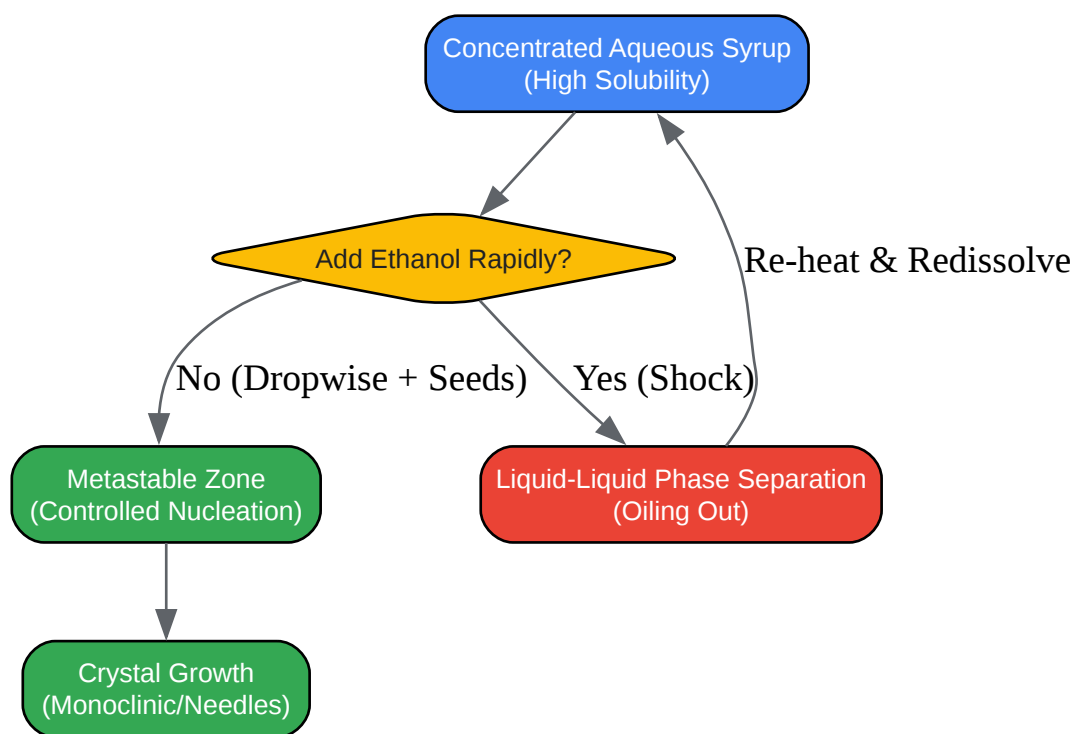 Concentrated Aqueous Syrup
(High Solubility)
Add Ethanol Rapidly?
Re-heat & Redissolve
No (Dropwise + Seeds)
Yes (Shock)
Metastable Zone
(Controlled Nucleation)
Liquid-Liquid Phase Separation
(Oiling Out)
Crystal Growth
(Monoclinic/Needles)